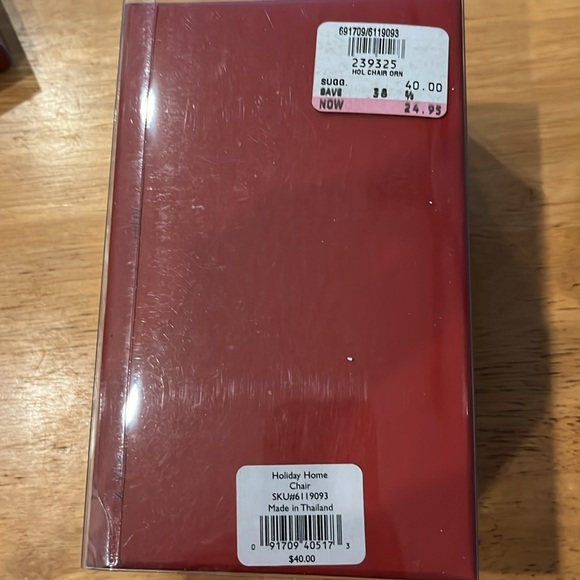 691709/6119093
239325
HOL CHAIR ORN
SUGG. 40.00
SAVE 38 %
NOW 24.95
Holiday Home
Chair
SKU#6119093
Made in Thailand
0 91709 40517 3
$40.00